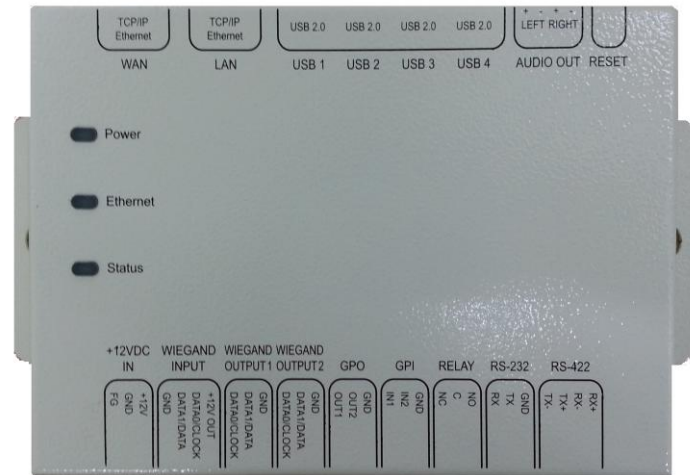 TCP/IP TCP/IP USB 2.0 USB 2.0 USB 2.0 USB 2.0 + - + -
Ethernet Ethernet LEFT RIGHT
WAN LAN USB 1 USB 2 USB 3 USB 4 AUDIO OUT RESET
Power
Ethernet
Status
+12VDC WIEGAND WIEGAND WIEGAND
IN INPUT OUTPUT1 OUTPUT2 GPO GPI RELAY RS-232 RS-422
FG
GND
+12V
GND
DATA1/DATA
DATA0/CLOCK
+12V OUT
DATA0/CLOCK
DATA1/DATA
GND
DATA0/CLOCK
DATA1/DATA
GND
OUT1
OUT2
GND
IN1
IN2
GND
NC
C
NO
RX
TX
GND
TX-
TX+
RX-
RX+